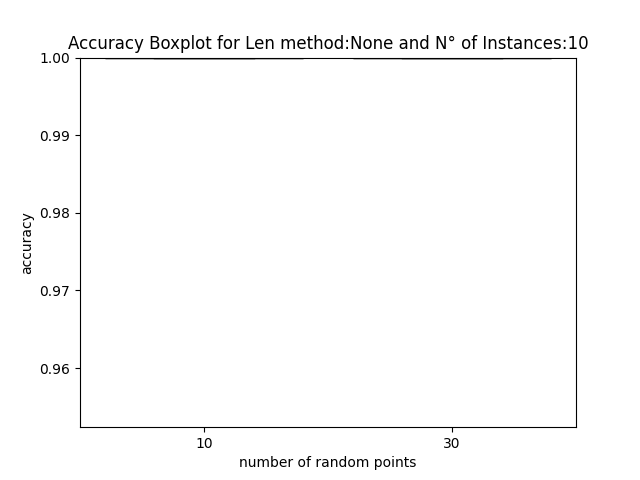 Accuracy Boxplot for Len method:None and N° of Instances:10
1.00
0.99
0.98
0.97
0.96
accuracy
10 30
number of random points